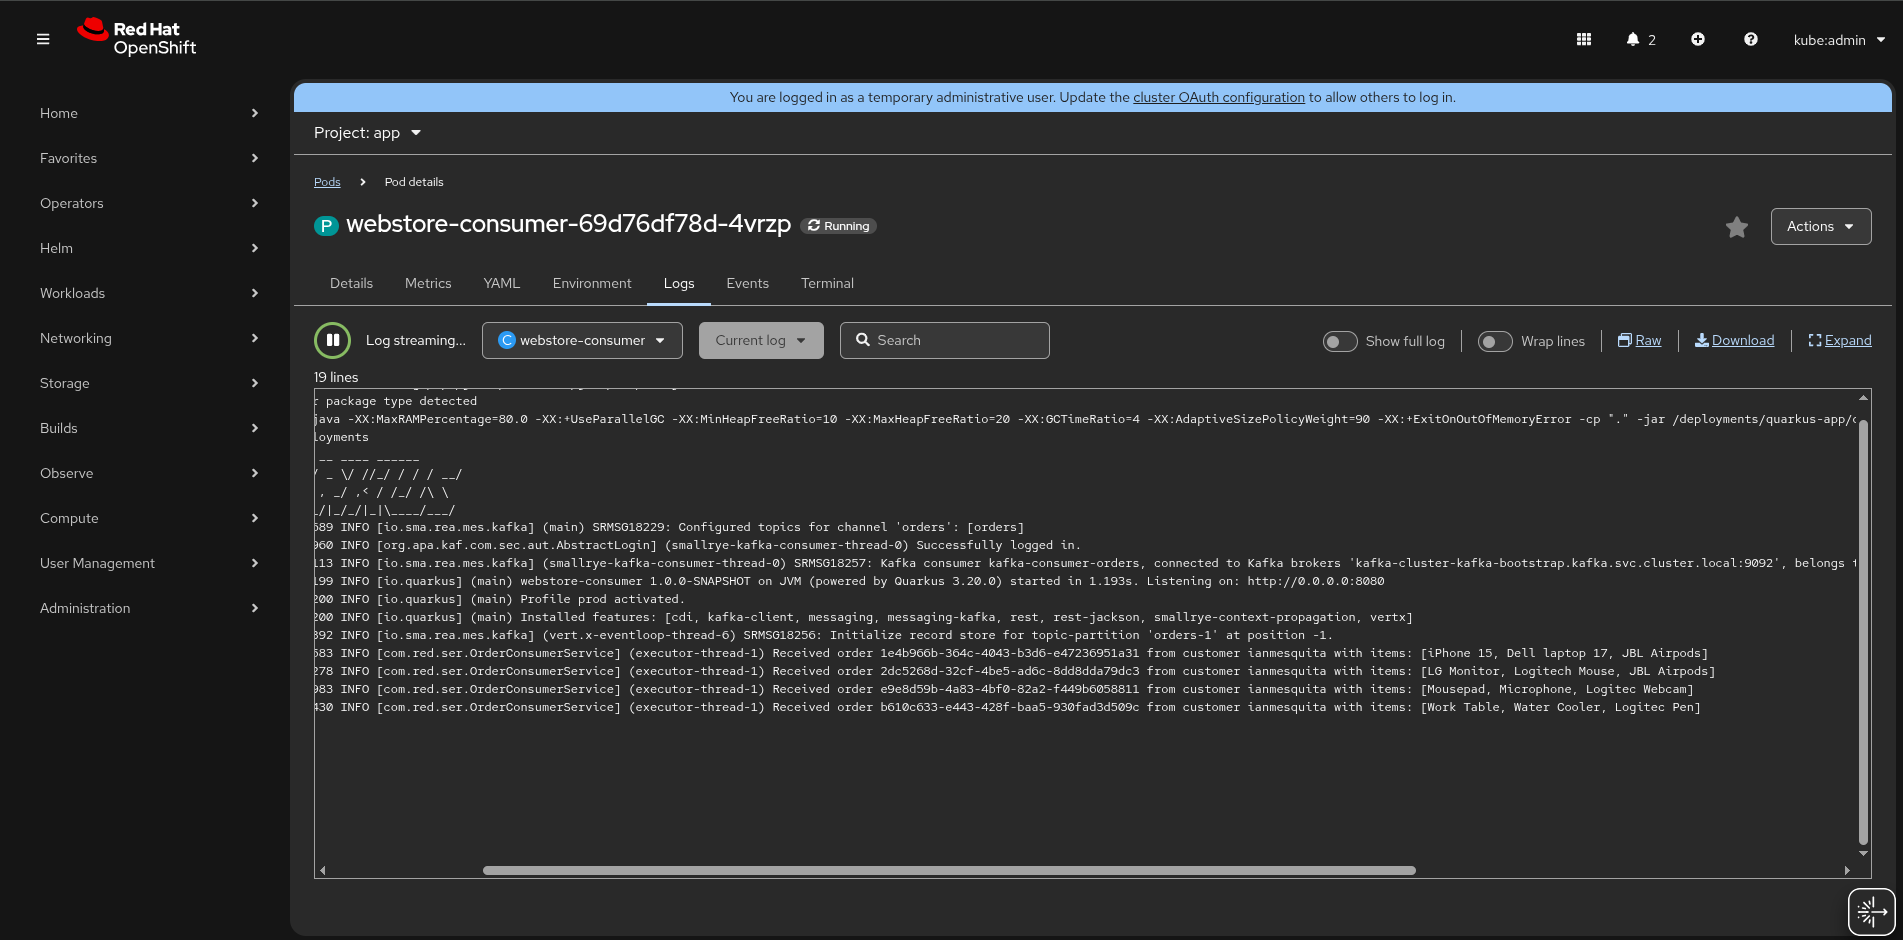 Red Hat
OpenShift
2
kube:admin
You are logged in as a temporary administrative user. Update the cluster OAuth configuration to allow others to log in.
Home
Favorites
Operators
Helm
Workloads
Networking
Storage
Builds
Observe
Compute
User Management
Administration
Project: app
Pods
Pod details
P webstore-consumer-69d76df78d-4vrzp Running
Actions
Details Metrics YAML Environment Logs Events Terminal
Log streaming...
C webstore-consumer
Current log
Search
Show full log
Wrap lines
Raw
Download
Expand
19 lines
r package type detected
java -XX:MaxRAMPercentage=80.0 -XX:+UseParallelGC -XX:MinHeapFreeRatio=10 -XX:MaxHeapFreeRatio=20 -XX:GCTimeRatio=4 -XX:AdaptiveSizePolicyWeight=90 -XX:+ExitOnOutOfMemoryError -cp "." -jar /deployments/quarkus-app/
loyments
__ ____ ______
/ _ \/ //_/ / / / __/
, _/ ,< / /_/ /\ \
_/|_/_/|_|\____/___/
589 INFO [io.sma.rea.mes.kafka] (main) SRMSG18229: Configured topics for channel 'orders': [orders]
960 INFO [org.apa.kaf.com.sec.aut.AbstractLogin] (smallrye-kafka-consumer-thread-0) Successfully logged in.
113 INFO [io.sma.rea.mes.kafka] (smallrye-kafka-consumer-thread-0) SRMSG18257: Kafka consumer kafka-consumer-orders, connected to Kafka brokers 'kafka-cluster-kafka-bootstrap.kafka.svc.cluster.local:9092', belongs
199 INFO [io.quarkus] (main) webstore-consumer 1.0.0-SNAPSHOT on JVM (powered by Quarkus 3.20.0) started in 1.193s. Listening on: http://0.0.0.0:8080
200 INFO [io.quarkus] (main) Profile prod activated.
200 INFO [io.quarkus] (main) Installed features: [cdi, kafka-client, messaging, messaging-kafka, rest, rest-jackson, smallrye-context-propagation, vertx]
392 INFO [io.sma.rea.mes.kafka] (vert.x-eventloop-thread-6) SRMSG18256: Initialize record store for topic-partition 'orders-1' at position -1.
583 INFO [com.red.ser.OrderConsumerService] (executor-thread-1) Received order 1e4b966b-364c-4043-b3d6-e47236951a31 from customer ianmesquita with items: [iPhone 15, Dell laptop 17, JBL Airpods]
278 INFO [com.red.ser.OrderConsumerService] (executor-thread-1) Received order 2dc5268d-32cf-4be5-ad6c-8dd8dda79dc3 from customer ianmesquita with items: [LG Monitor, Logitech Mouse, JBL Airpods]
983 INFO [com.red.ser.OrderConsumerService] (executor-thread-1) Received order e9e8d59b-4a83-4bf0-82a2-f449b6058811 from customer ianmesquita with items: [Mousepad, Microphone, Logitec Webcam]
430 INFO [com.red.ser.OrderConsumerService] (executor-thread-1) Received order b610c633-e443-428f-baa5-930fad3d509c from customer ianmesquita with items: [Work Table, Water Cooler, Logitec Pen]